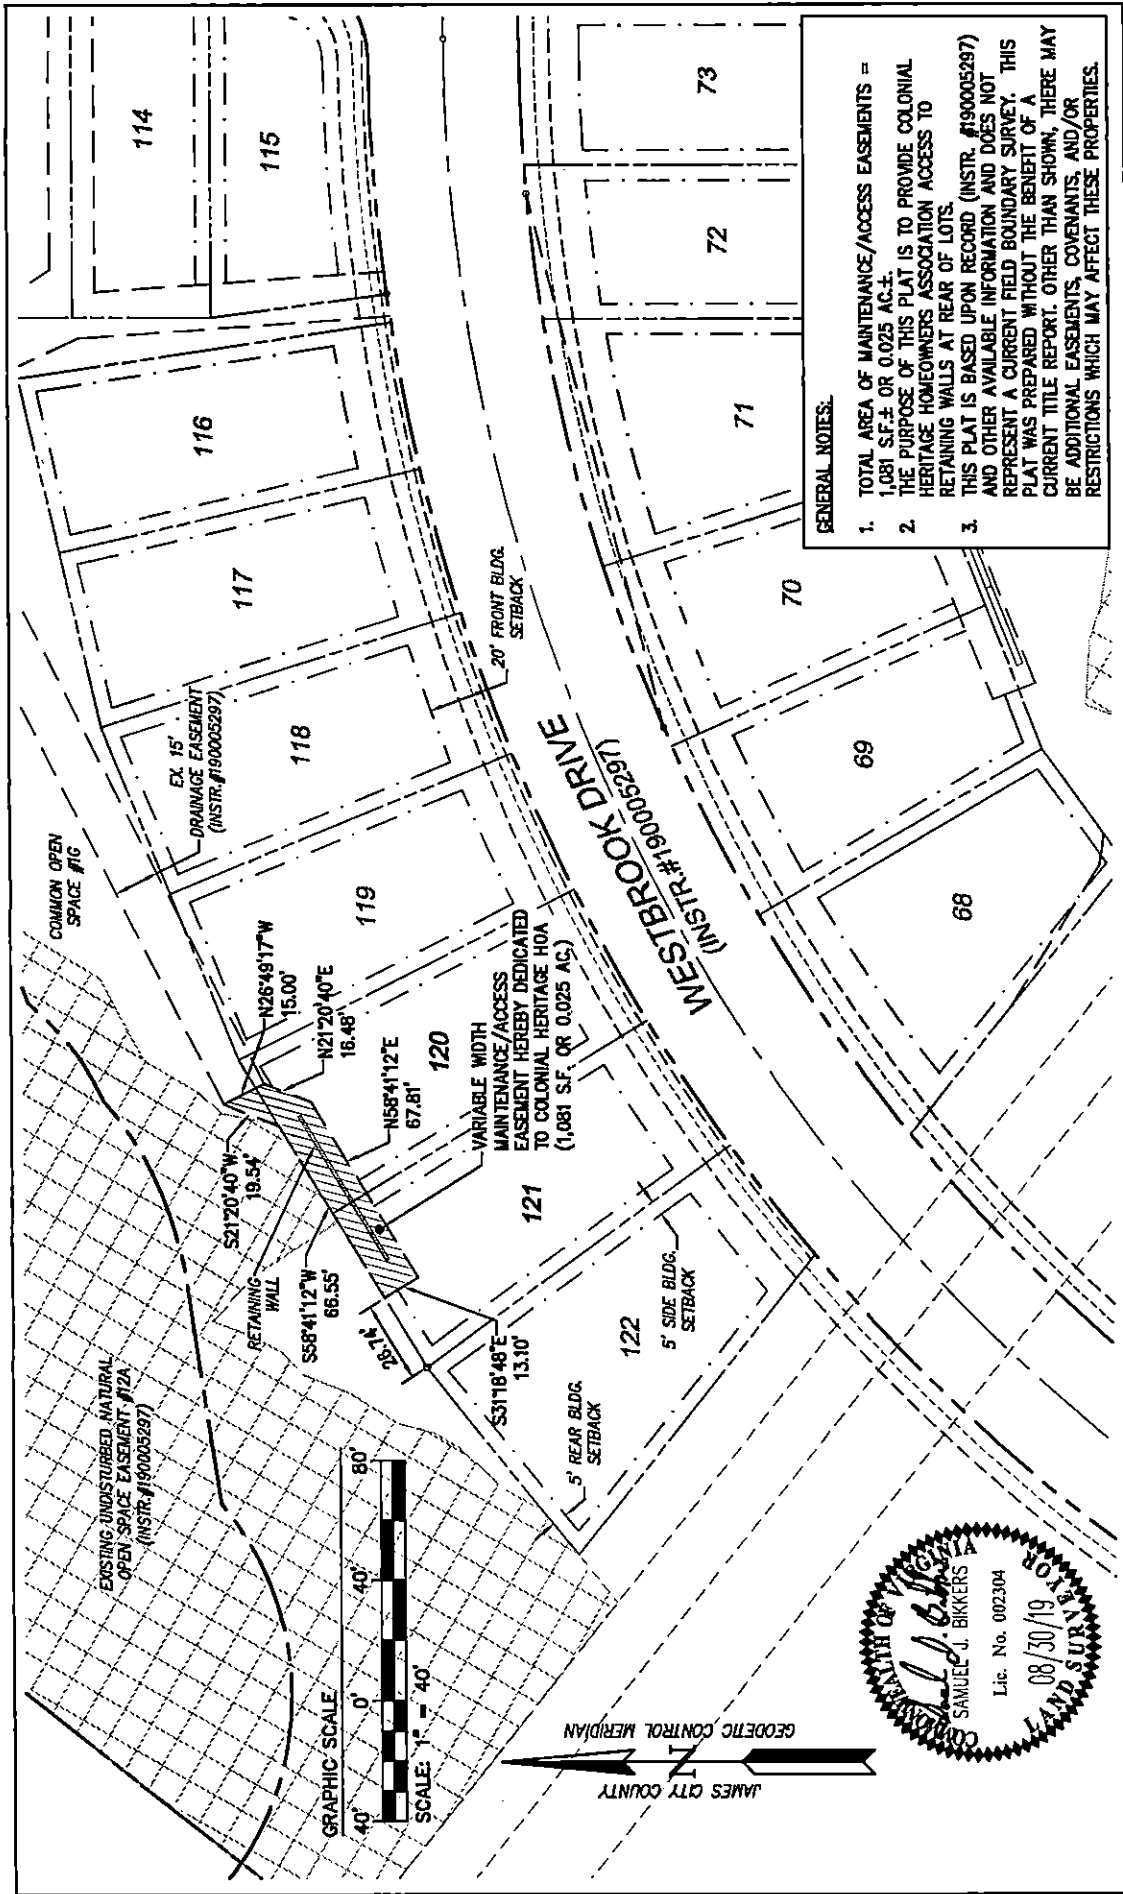 EXISTING UNDISTURBED NATURAL
OPEN SPACE EASEMENT #12A
(INSTR.#190005297)
COMMON OPEN
SPACE #1G
EX. 15'
DRAINAGE EASEMENT
(INSTR.#190005297)
114
115
116
117
118
119
120
121
122
N26°49'17"W
15.00'
N21°20'40"E
16.48'
S21°20'40"W
19.54'
N58°41'12"E
67.81'
RETAINING
WALL
S58°41'12"W
66.55'
28.74'
S31°18'48"E
13.10'
VARIABLE WIDTH
MAINTENANCE/ACCESS
EASEMENT HEREBY DEDICATED
TO COLONIAL HERITAGE HOA
(1,081 S.F. OR 0.025 AC.)
20' FRONT BLDG.
SETBACK
5' SIDE BLDG.
SETBACK
5' REAR BLDG.
SETBACK
WESTBROOK DRIVE
(INSTR.#190005297)
68
69
70
71
72
73
GRAPHIC SCALE
40'
0'
40'
80'
SCALE: 1" = 40'
JAMES CITY COUNTY
N
GEODETIC CONTROL MERIDIAN
COMMONWEALTH OF VIRGINIA
SAMUEL J. BIKKERS
Lic. No. 002304
08/30/19
LAND SURVEYOR
GENERAL NOTES:
1. TOTAL AREA OF MAINTENANCE/ACCESS EASEMENTS =
1,081 S.F.± OR 0.025 AC.±.
2. THE PURPOSE OF THIS PLAT IS TO PROVIDE COLONIAL
HERITAGE HOMEOWNERS ASSOCIATION ACCESS TO
RETAINING WALLS AT REAR OF LOTS.
3. THIS PLAT IS BASED UPON RECORD (INSTR. #190005297)
AND OTHER AVAILABLE INFORMATION AND DOES NOT
REPRESENT A CURRENT FIELD BOUNDARY SURVEY. THIS
PLAT WAS PREPARED WITHOUT THE BENEFIT OF A
CURRENT TITLE REPORT. OTHER THAN SHOWN, THERE MAY
BE ADDITIONAL EASEMENTS, COVENANTS, AND/OR
RESTRICTIONS WHICH MAY AFFECT THESE PROPERTIES.